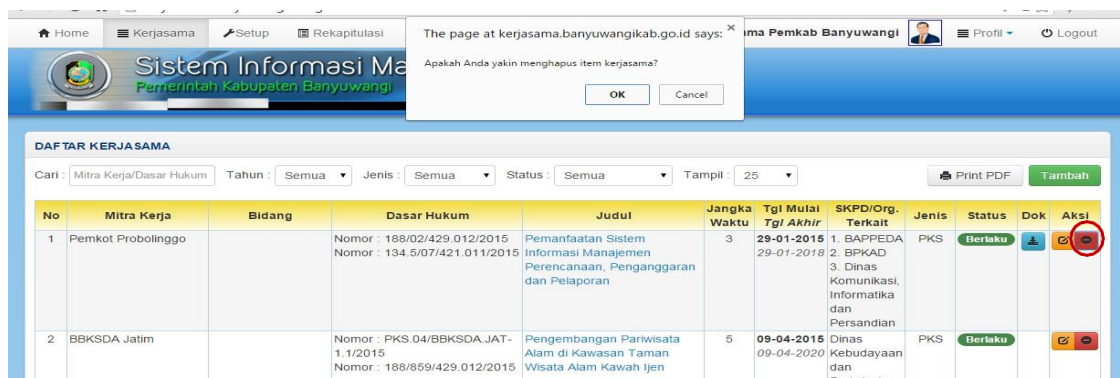 Home Kerjasama Setup Rekapitulasi
The page at kerjasama.banyuwangikab.go.id says: ×
ma Pemkab Banyuwangi Profil Logout
Apakah Anda yakin menghapus item kerjasama?
OK Cancel
Sistem Informasi Ma
Pemerintah Kabupaten Banyuwangi
DAFTAR KERJASAMA
Cari : Mitra Kerja/Dasar Hukum Tahun : Semua Jenis : Semua Status : Semua Tampil : 25 Print PDF Tambah
No Mitra Kerja Bidang Dasar Hukum Judul Jangka Waktu Tgl Mulai Tgl Akhir SKPD/Org. Terkait Jenis Status Dok Aksi
1 Pemkot Probolinggo Nomor : 188/02/429.012/2015 Pemanfaatan Sistem 3 29-01-2015 1. BAPPEDA PKS Berlaku
Nomor : 134.5/07/421.011/2015 Informasi Manajemen 29-01-2018 2. BPKAD
Perencanaan, Penganggaran 3. Dinas
dan Pelaporan Komunikasi,
Informatika
dan
Persandian
2 BBKSDA Jatim Nomor : PKS.04/BBKSDA.JAT- Pengembangan Pariwisata 5 09-04-2015 Dinas PKS Berlaku
1.1/2015 Alam di Kawasan Taman 09-04-2020 Kebudayaan
Nomor : 188/859/429.012/2015 Wisata Alam Kawah Ijen dan